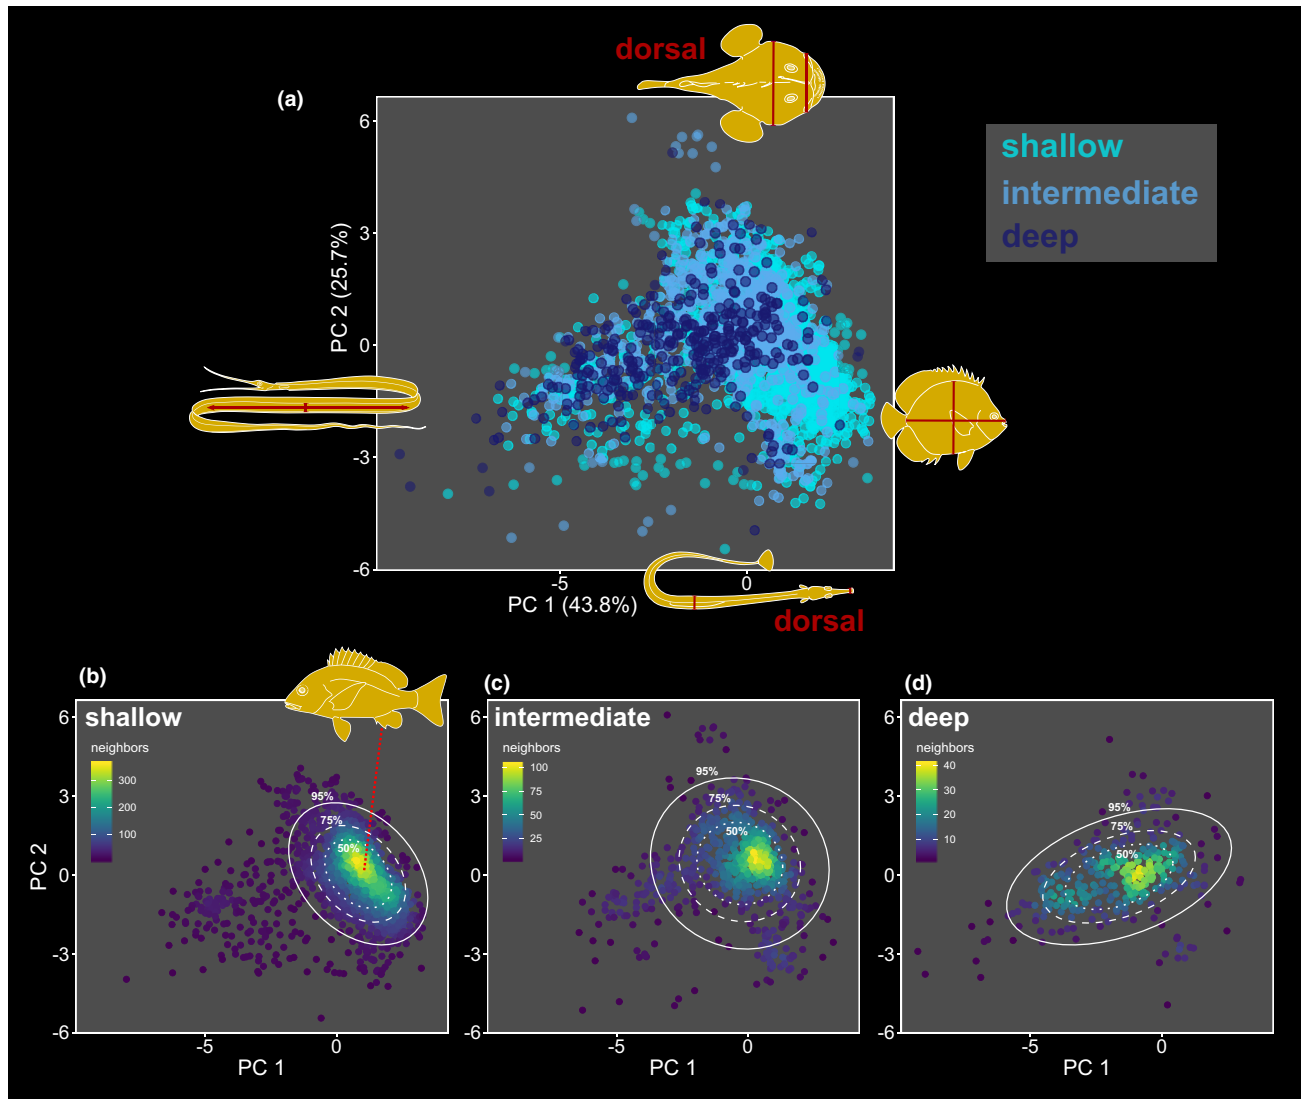 dorsal
(a)
6
3
0
-3
-6
PC 2 (25.7%)
shallow
intermediate
deep
-5
0
PC 1 (43.8%)
dorsal
(b)
shallow
neighbors
300
200
100
95%
75%
50%
6
3
0
-3
-6
PC 2
-5
0
PC 1
(c)
intermediate
neighbors
100
75
50
25
95%
75%
50%
6
3
0
-3
-6
-5
0
PC 1
(d)
deep
neighbors
40
30
20
10
95%
75%
50%
6
3
0
-3
-6
-5
0
PC 1